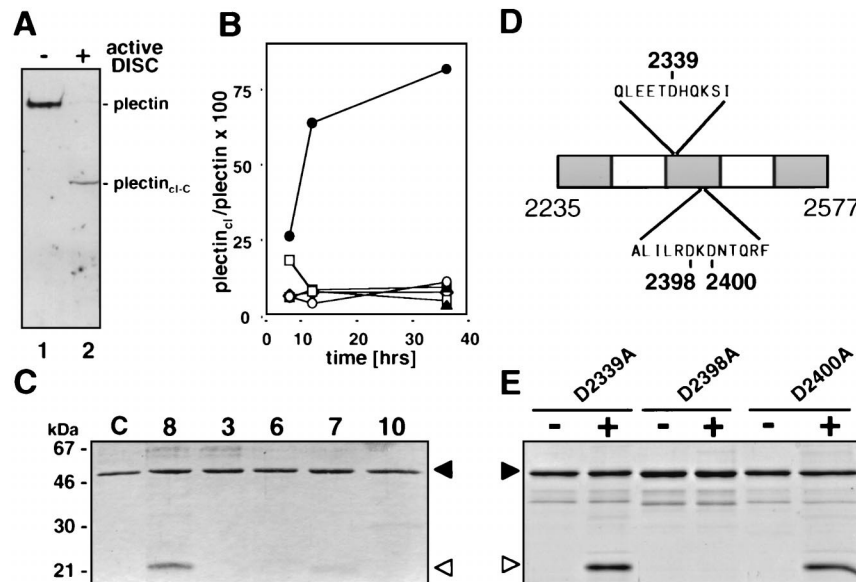 A
- + active DISC
- plectin
- plectincl-C
1 2
B
plectincl/plectin x 100
75
50
25
0
0 10 20 30 40
time [hrs]
D
2339
QLEETDHQKSI
2235 2577
ALILRDKDNTQRF
2398 2400
C
kDa C 8 3 6 7 10
67 -
46 -
30 -
21 -
E
D2339A D2398A D2400A
- + - + - +